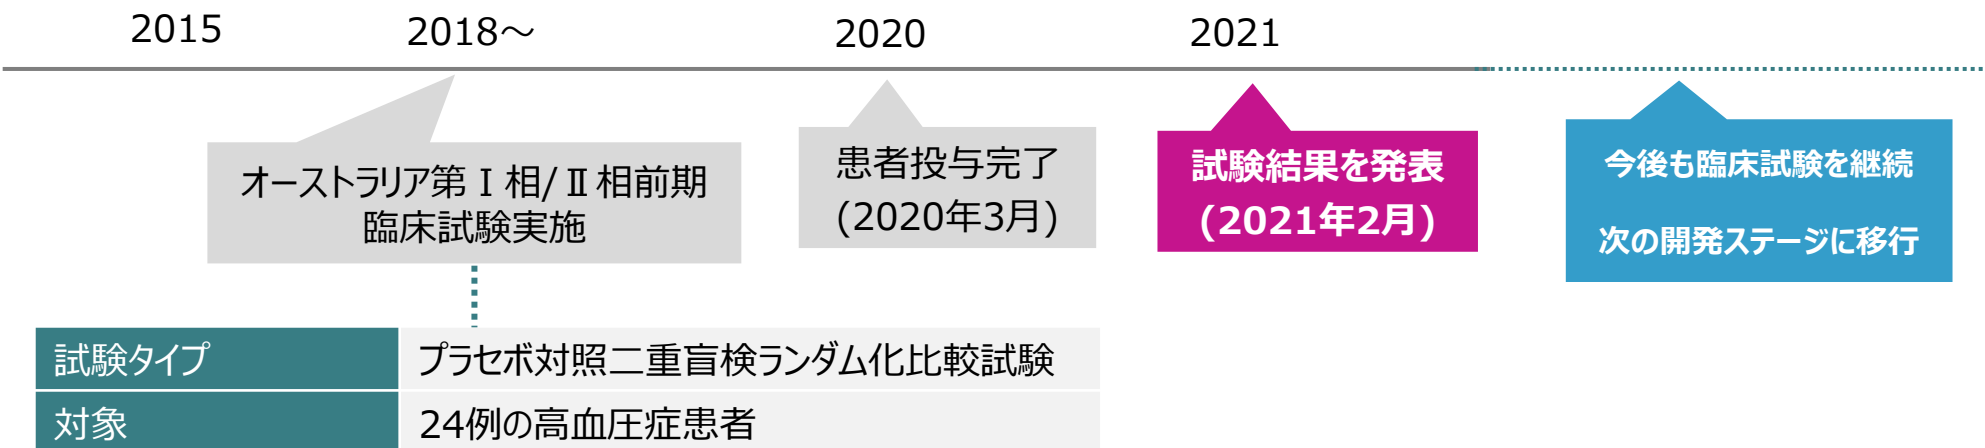 2015
2018～
2020
2021
オーストラリア第Ⅰ相/Ⅱ相前期
臨床試験実施
患者投与完了
(2020年3月)
試験結果を発表
(2021年2月)
今後も臨床試験を継続
次の開発ステージに移行
試験タイプ
プラセボ対照二重盲検ランダム化比較試験
対象
24例の高血圧症患者